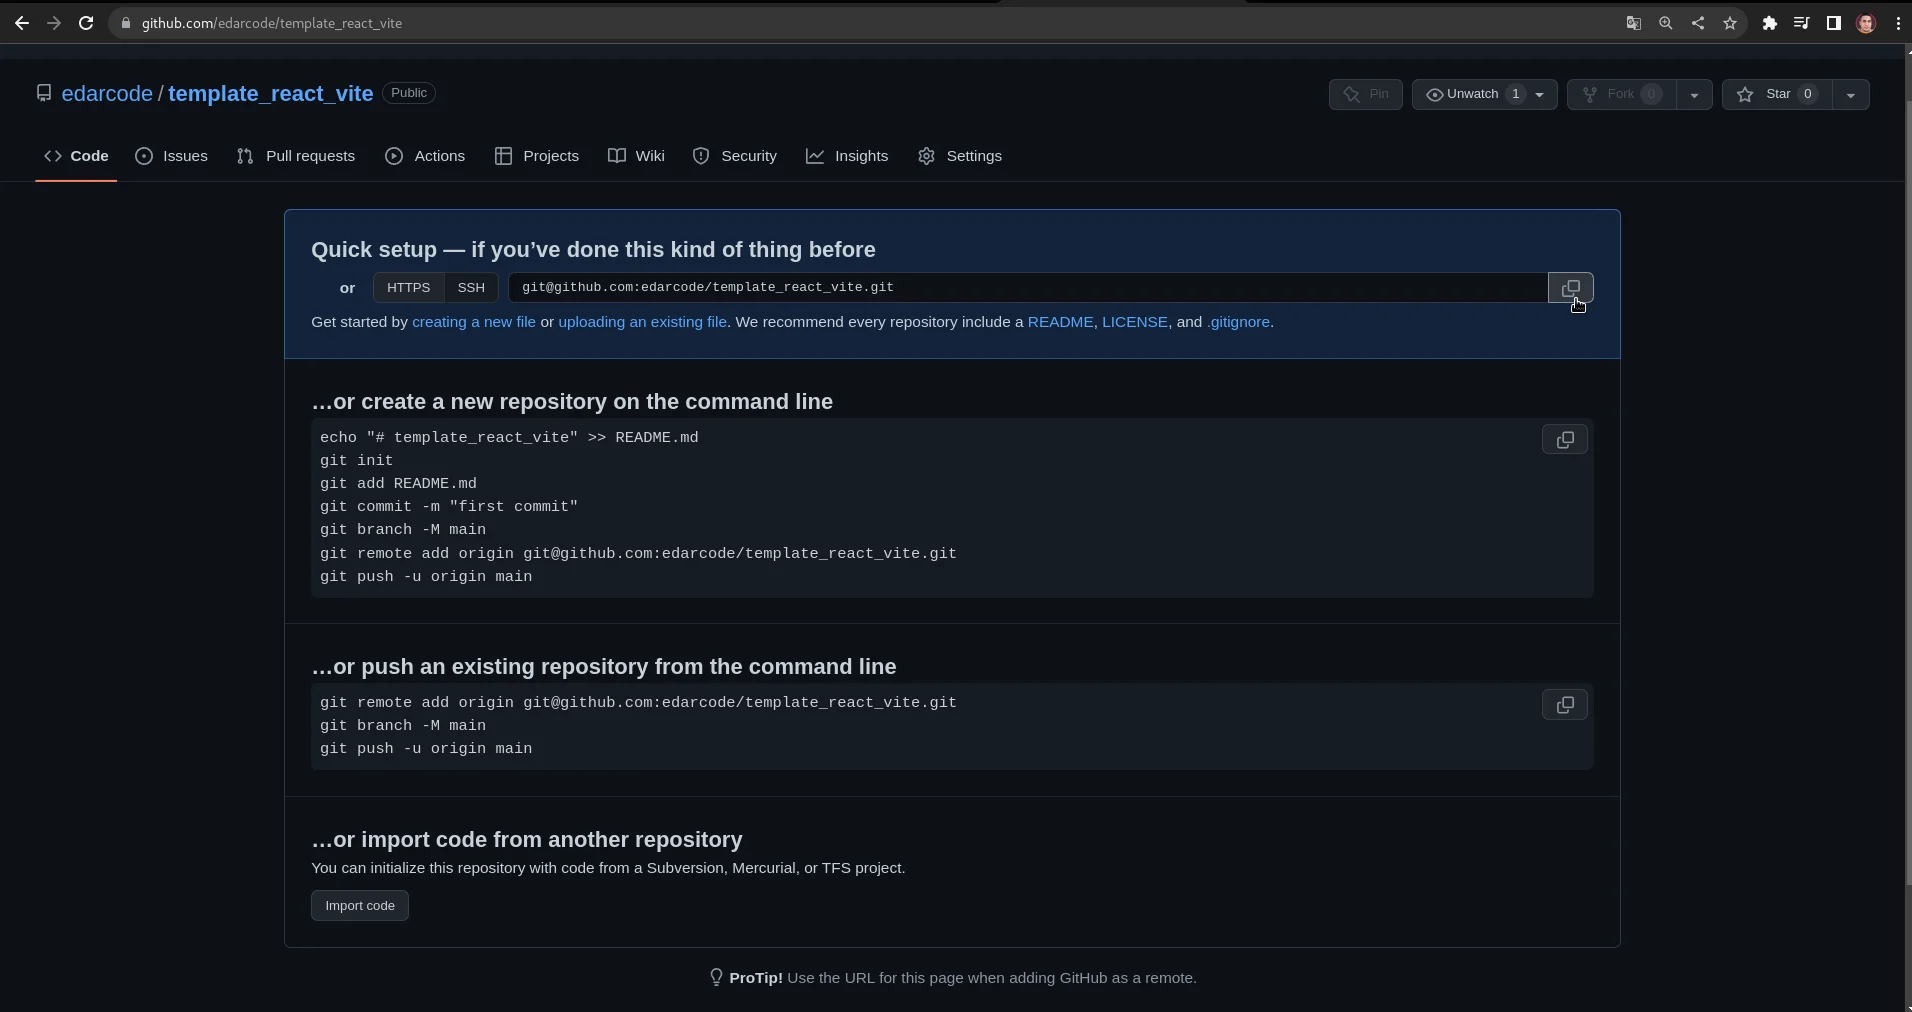 github.com/edarcode/template_react_vite
edarcode / template_react_vite Public
Pin Unwatch 1 Fork 0 Star 0
Code Issues Pull requests Actions Projects Wiki Security Insights Settings
Quick setup — if you’ve done this kind of thing before
or HTTPS SSH git@github.com:edarcode/template_react_vite.git
Get started by creating a new file or uploading an existing file. We recommend every repository include a README, LICENSE, and .gitignore.
…or create a new repository on the command line
echo "# template_react_vite" >> README.md
git init
git add README.md
git commit -m "first commit"
git branch -M main
git remote add origin git@github.com:edarcode/template_react_vite.git
git push -u origin main
…or push an existing repository from the command line
git remote add origin git@github.com:edarcode/template_react_vite.git
git branch -M main
git push -u origin main
…or import code from another repository
You can initialize this repository with code from a Subversion, Mercurial, or TFS project.
Import code
ProTip! Use the URL for this page when adding GitHub as a remote.